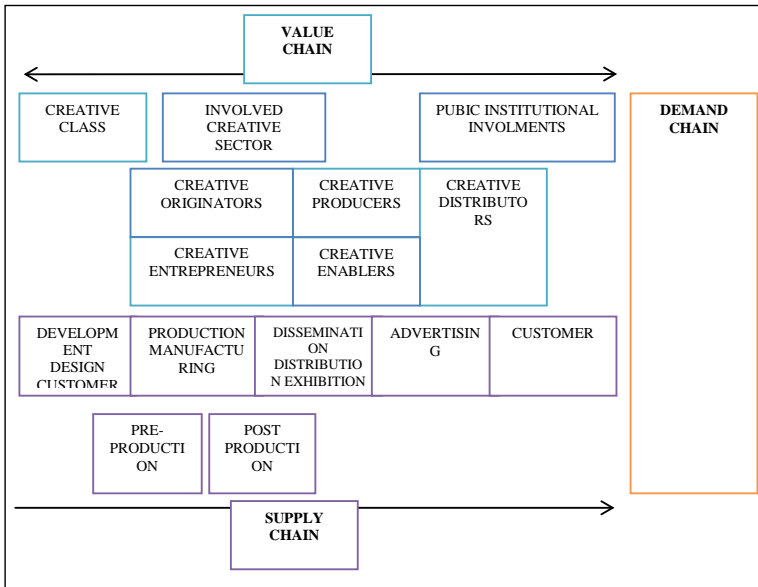 VALUE
CHAIN
CREATIVE
CLASS
INVOLVED
CREATIVE
SECTOR
PUBIC INSTITUTIONAL
INVOLMENTS
DEMAND
CHAIN
CREATIVE
ORIGINATORS
CREATIVE
PRODUCERS
CREATIVE
DISTRIBUTO
RS
CREATIVE
ENTREPRENEURS
CREATIVE
ENABLERS
DEVELOPM
ENT
DESIGN
CUSTOMER
PRODUCTION
MANUFACTU
RING
DISSEMINATI
ON
DISTRIBUTIO
N EXHIBITION
ADVERTISIN
G
CUSTOMER
PRE-
PRODUCTI
ON
POST
PRODUCTI
ON
SUPPLY
CHAIN